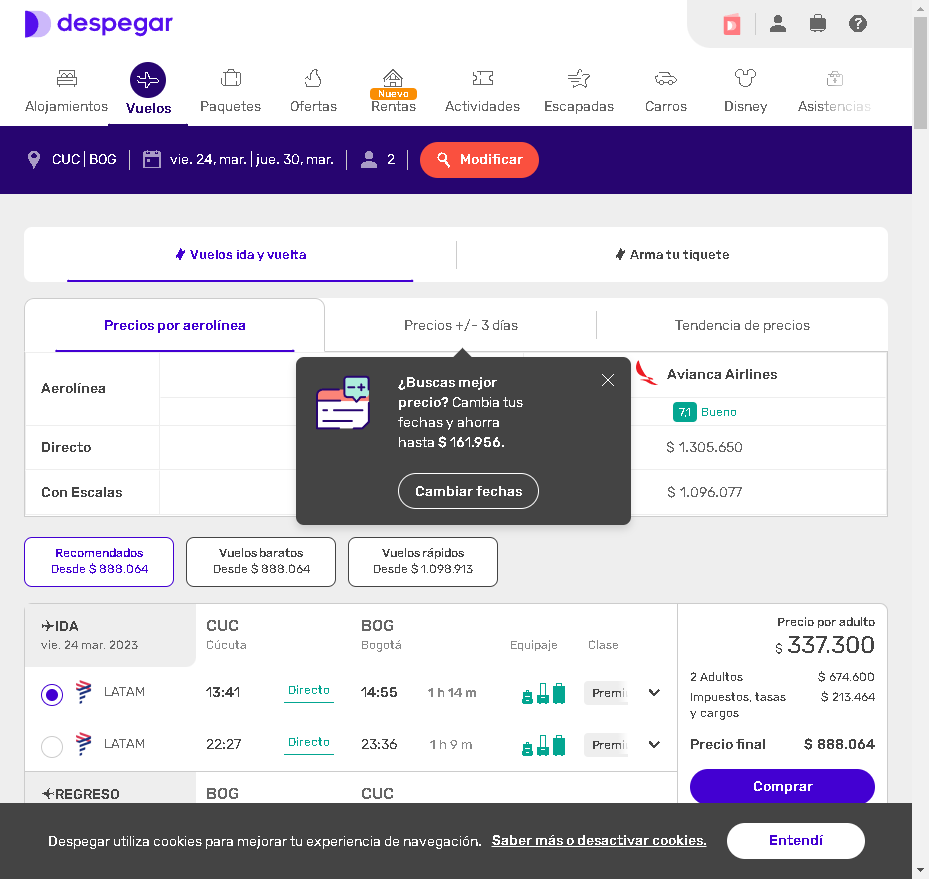 despegar
Alojamientos
Vuelos
Paquetes
Ofertas
Nuevo
Rentas
Actividades
Escapadas
Carros
Disney
Asistencias
CUC | BOG
vie. 24, mar. | jue. 30, mar.
2
Modificar
Vuelos ida y vuelta
Arma tu tiquete
Precios por aerolínea
Precios +/- 3 días
Tendencia de precios
Aerolínea
Avianca Airlines
7,1 Bueno
Directo
$ 1.305.650
Con Escalas
$ 1.096.077
¿Buscas mejor
precio? Cambia tus
fechas y ahorra
hasta $ 161.956.
Cambiar fechas
Recomendados
Desde $ 888.064
Vuelos baratos
Desde $ 888.064
Vuelos rápidos
Desde $ 1.098.913
IDA
vie. 24 mar. 2023
CUC
Cúcuta
BOG
Bogotá
Equipaje
Clase
LATAM
13:41
Directo
14:55
1 h 14 m
Premi
LATAM
22:27
Directo
23:36
1 h 9 m
Premi
REGRESO
BOG
CUC
Precio por adulto
$ 337.300
2 Adultos $ 674.600
Impuestos, tasas $ 213.464
y cargos
Precio final $ 888.064
Comprar
Despegar utiliza cookies para mejorar tu experiencia de navegación. Saber más o desactivar cookies.
Entendí